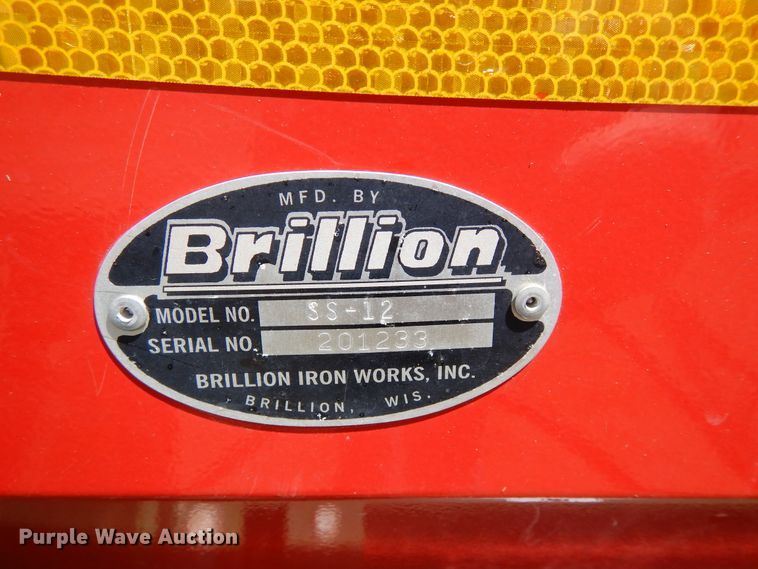 MFD. BY
Brillion
MODEL NO. SS-12
SERIAL NO. 201233
BRILLION IRON WORKS, INC.
BRILLION, WIS.
Purple Wave Auction®